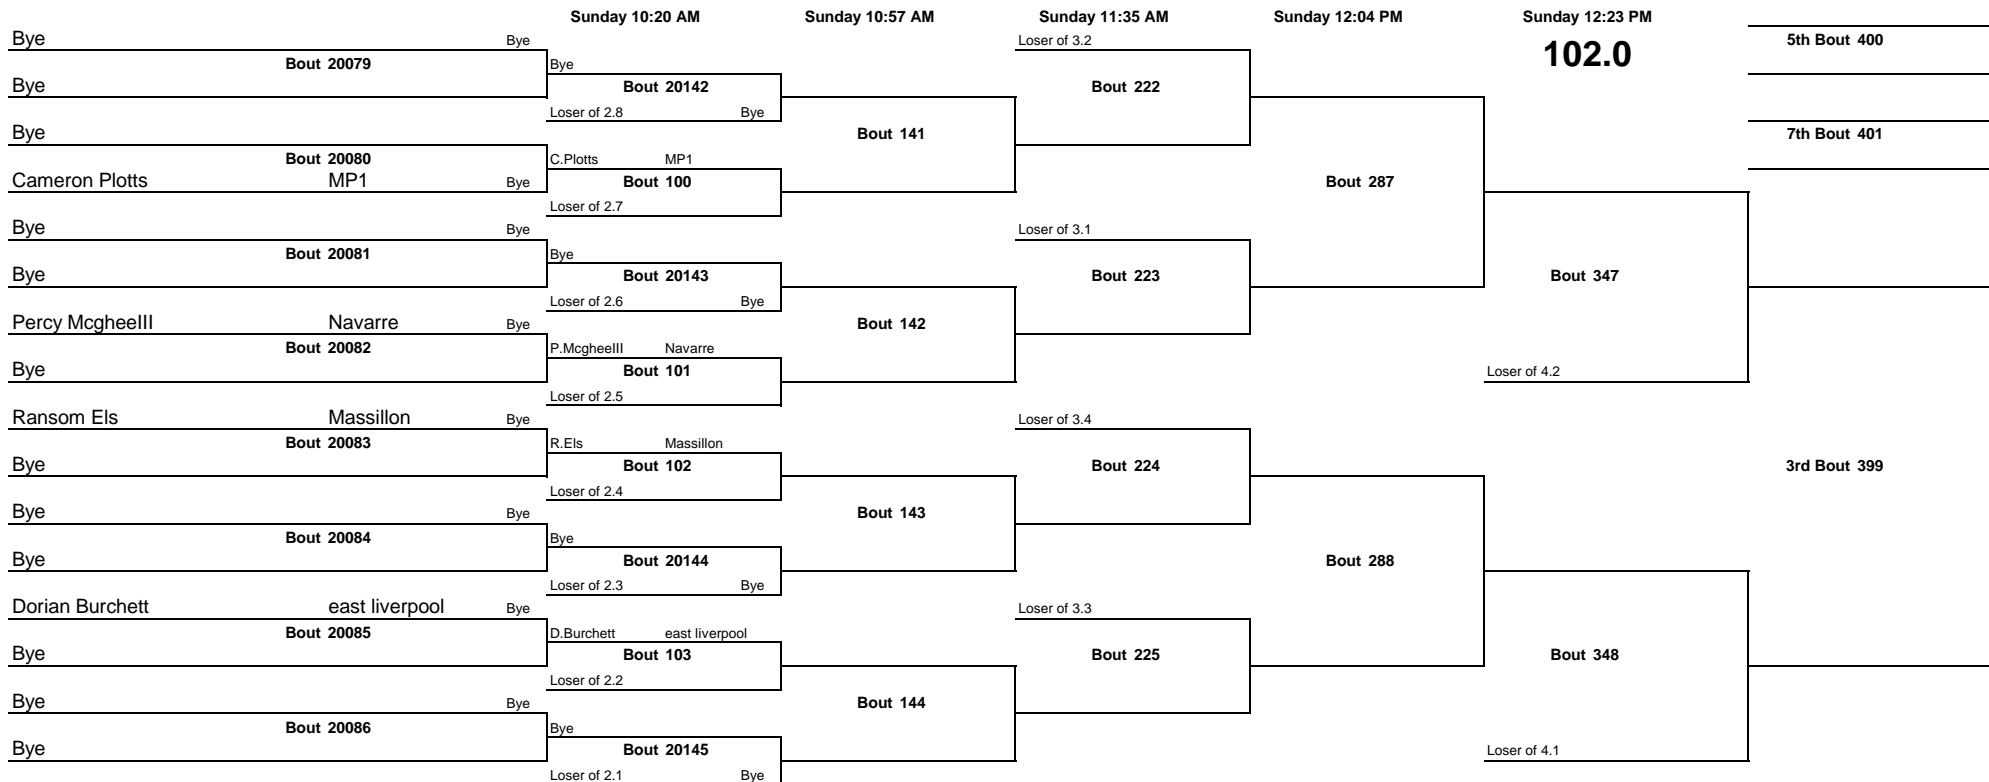 Sunday 10:20 AM Sunday 10:57 AM Sunday 11:35 AM Sunday 12:04 PM Sunday 12:23 PM
Bye Bye Loser of 3.2 102.0 5th Bout 400
Bout 20079 Bye
Bye Bout 20142 Bout 222
Loser of 2.8 Bye
Bye Bout 141 7th Bout 401
Bout 20080 C.Plotts MP1
Cameron Plotts MP1 Bye Bout 100 Bout 287
Loser of 2.7
Bye Bye Loser of 3.1
Bout 20081 Bye
Bye Bout 20143 Bout 223 Bout 347
Loser of 2.6 Bye
Percy McgheeIII Navarre Bye Bout 142
Bout 20082 P.McgheeIII Navarre
Bye Bout 101 Loser of 4.2
Loser of 2.5
Ransom Els Massillon Bye Loser of 3.4
Bout 20083 R.Els Massillon
Bye Bout 102 Bout 224 3rd Bout 399
Loser of 2.4
Bye Bye Bout 143
Bout 20084 Bye
Bye Bout 20144 Bout 288
Loser of 2.3 Bye
Dorian Burchett east liverpool Bye Loser of 3.3
Bout 20085 D.Burchett east liverpool
Bye Bout 103 Bout 225 Bout 348
Loser of 2.2
Bye Bye Bout 144
Bout 20086 Bye
Bye Bout 20145 Loser of 4.1
Loser of 2.1 Bye